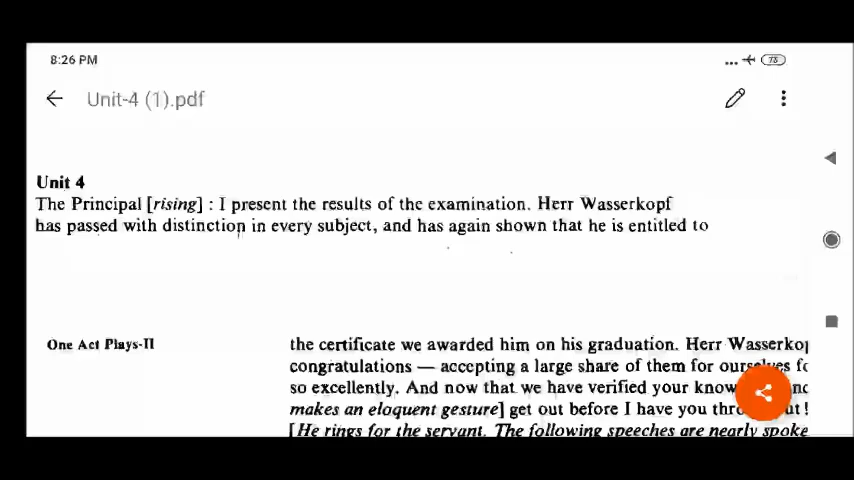 8:26 PM
73
Unit-4 (1).pdf
Unit 4
The Principal [rising] : I present the results of the examination. Herr Wasserkopf
has passed with distinction in every subject, and has again shown that he is entitled to
One Act Plays-II
the certificate we awarded him on his graduation. Herr Wasserkop
congratulations — accepting a large share of them for ourselves fo
so excellently. And now that we have verified your know
makes an eloquent gesture] get out before I have you thro ut !
[He rings for the servant. The following speeches are nearly spoke